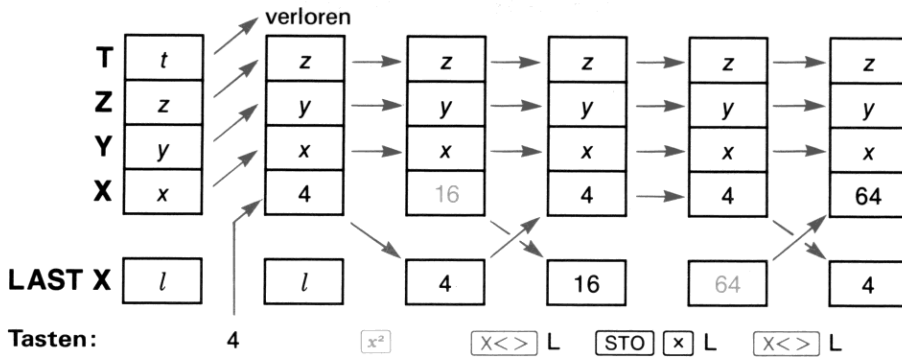 verloren
T t z z z z z
Z z y y y y y
Y y x x x x x
X x 4 16 4 4 64
LAST X l l 4 16 64 4
Tasten: 4 x² X<> L STO × L X<> L